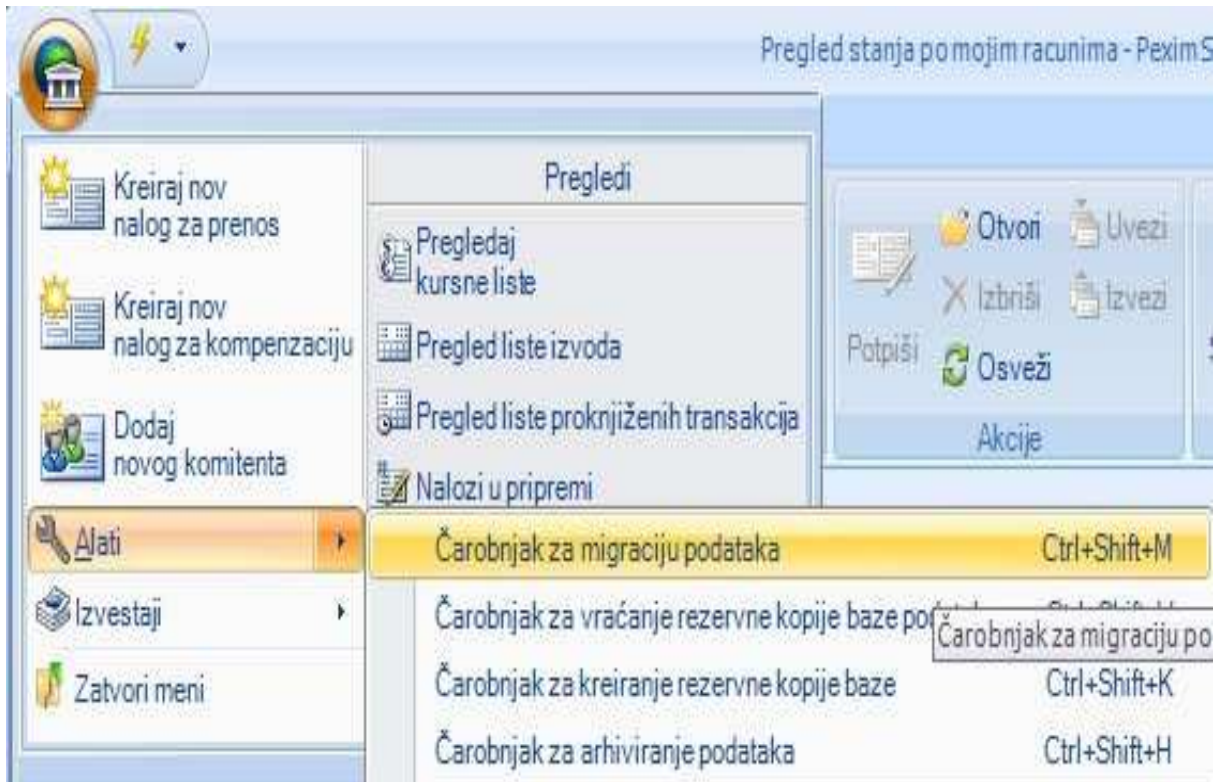 Pregled stanja po mojim racunima - Pexim S
Kreiraj nov
nalog za prenos
Kreiraj nov
nalog za kompenzaciju
Dodaj
novog komitenta
Alati
Izvestaji
Zatvori meni
Pregledi
Pregledaj
kursne liste
Pregled liste izvoda
Pregled liste proknjiženih transakcija
Nalozi u pripremi
Čarobnjak za migraciju podataka Ctrl+Shift+M
Čarobnjak za vraćanje rezervne kopije baze
Čarobnjak za migraciju po
Čarobnjak za kreiranje rezervne kopije baze Ctrl+Shift+K
Čarobnjak za arhiviranje podataka Ctrl+Shift+H
Potpiši
Otvori
Izbriši
Osveži
Uvezi
Izvezi
Akcije